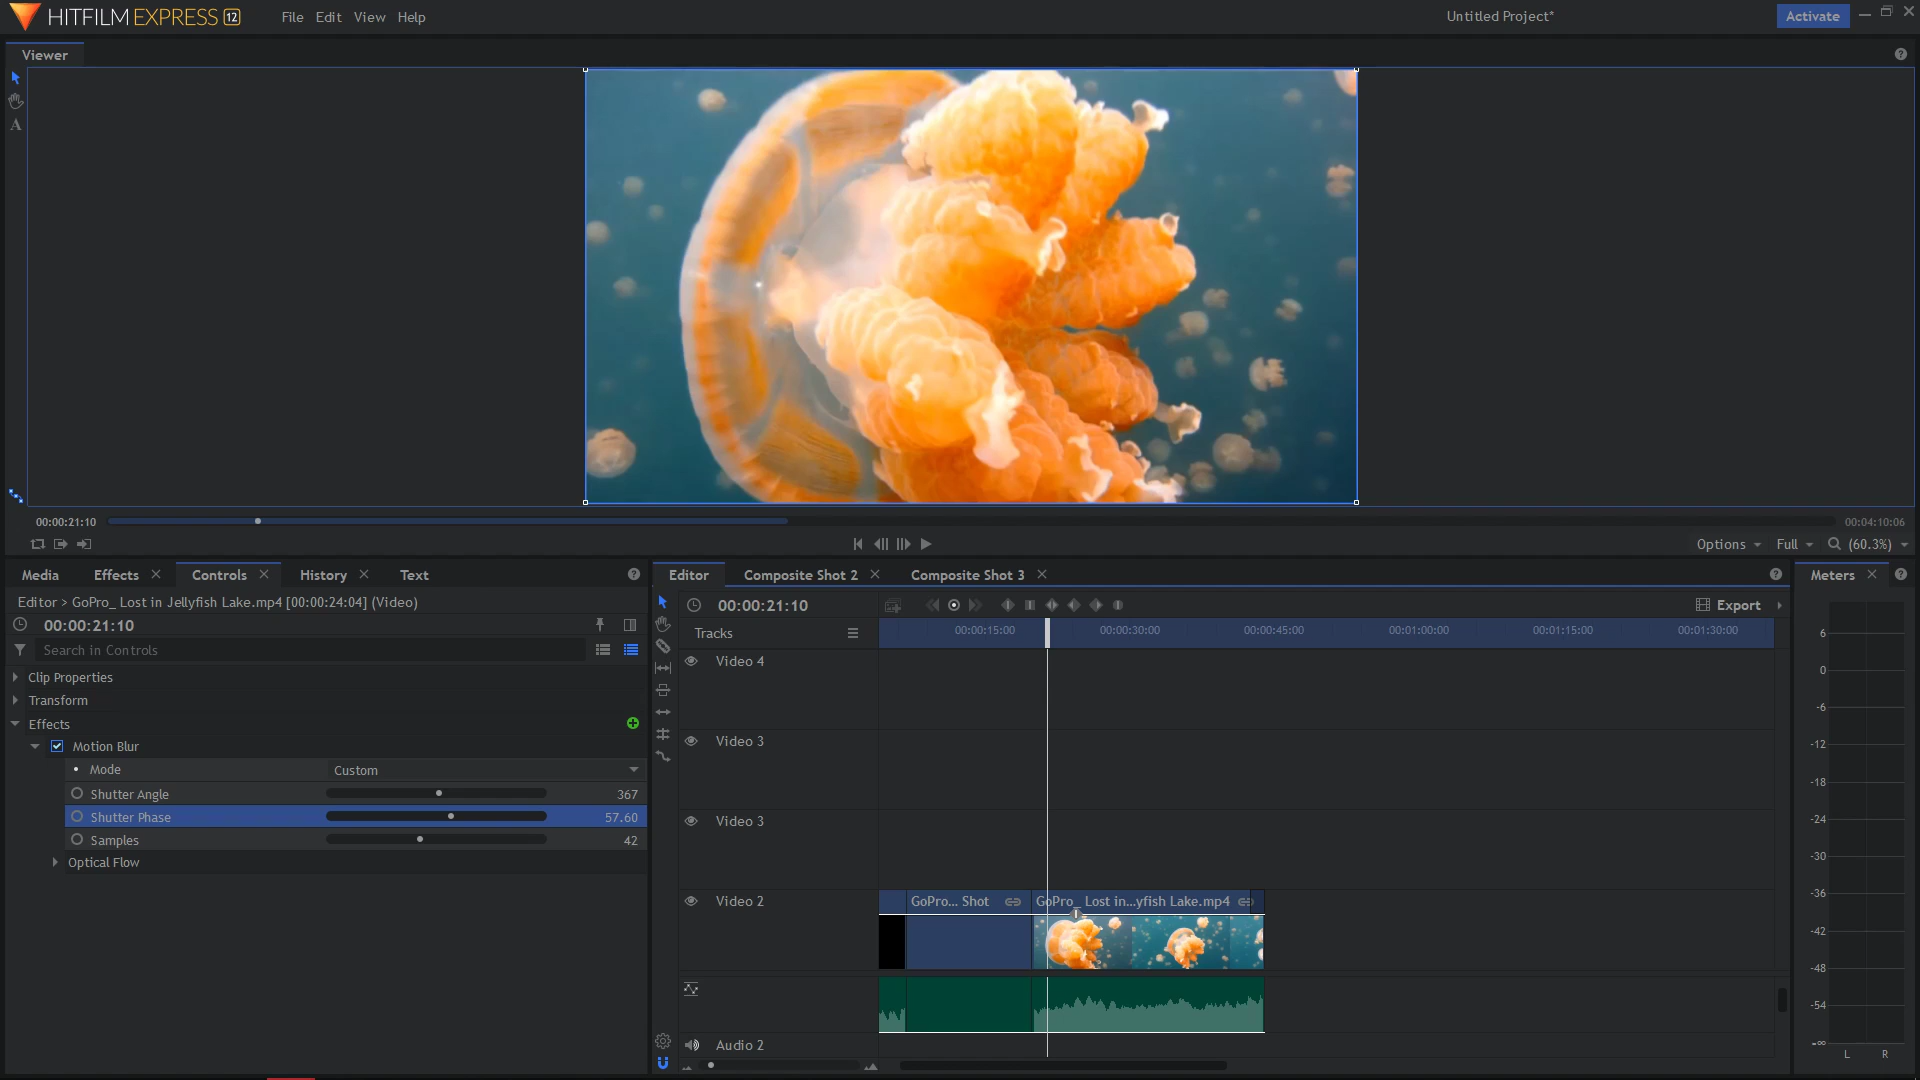 HITFILM EXPRESS 12 File Edit View Help Untitled Project* Activate
Viewer
A
00:00:21:10 00:04:10:06
Options Full (60.3%)
Media Effects Controls History Text
Editor > GoPro_ Lost in Jellyfish Lake.mp4 [00:00:24:04] (Video)
00:00:21:10
Search in Controls
Clip Properties
Transform
Effects
Motion Blur
Mode Custom
Shutter Angle 367
Shutter Phase 57.60
Samples 42
Optical Flow
Editor Composite Shot 2 Composite Shot 3
00:00:21:10 Export
Tracks 00:00:15:00 00:00:30:00 00:00:45:00 00:01:00:00 00:01:15:00 00:01:30:00
Video 4
Video 3
Video 3
Video 2 GoPro... Shot GoPro_ Lost in...yfish Lake.mp4
Audio 2
Meters
6
0
-6
-12
-18
-24
-30
-36
-42
-48
-54
-∞
L R